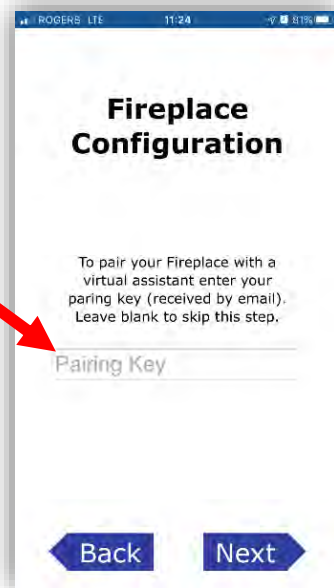 ROGERS LTE 11:24 81%
Fireplace
Configuration
To pair your Fireplace with a
virtual assistant enter your
paring key (received by email).
Leave blank to skip this step.
Pairing Key
Back Next